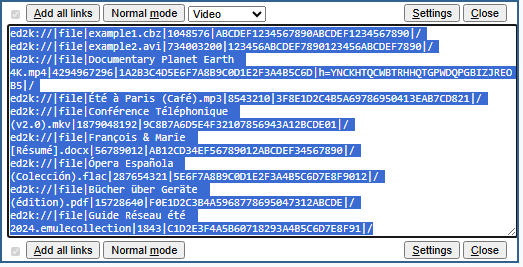 Add all links Normal mode Video Settings Close
ed2k://|file|example1.cbz|1048576|ABCDEF1234567890ABCDEF1234567890|/
ed2k://|file|example2.avi|734003200|123456ABCDEF7890123456ABCDEF7890|/
ed2k://|file|Documentary Planet Earth
4K.mp4|4294967296|1A2B3C4D5E6F7A8B9C0D1E2F3A4B5C6D|h=YNCKHTQCWBTRHHQTGPWDQPGBIZJREO
B5|/
ed2k://|file|Été à Paris (Café).mp3|8543210|3F8E1D2C4B5A69786950413EAB7CD821|/
ed2k://|file|Conférence Téléphonique
(v2.0).mkv|1879048192|9C8B7A6D5E4F32107856943A12BCDE01|/
ed2k://|file|François & Marie
[Résumé].docx|56789012|AB12CD34EF56789012ABCDEF34567890|/
ed2k://|file|Ópera Española
(Colección).flac|287654321|5E6F7A8B9C0D1E2F3A4B5C6D7E8F9012|/
ed2k://|file|Bücher über Geräte
(édition).pdf|15728640|F0E1D2C3B4A5968778695047312ABCDE|/
ed2k://|file|Guide Réseau été
2024.emulecollection|1843|C1D2E3F4A5B60718293A4B5C6D7E8F91|/
Add all links Normal mode Settings Close